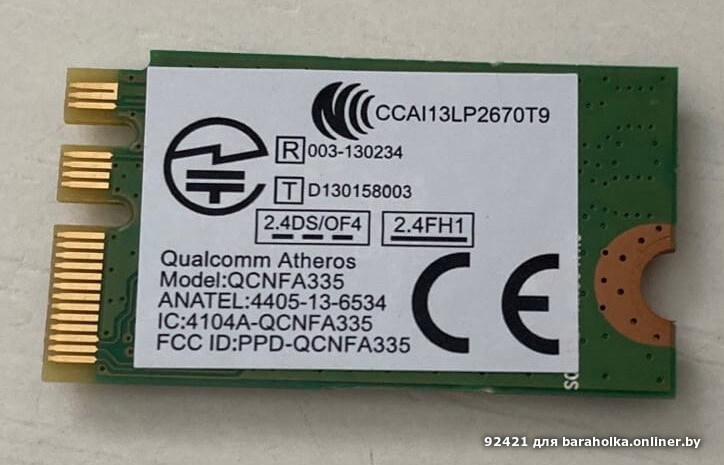 CCAI13LP2670T9
R 003-130234
T D130158003
2.4DS/OF4 2.4FH1
Qualcomm Atheros
Model:QCNFA335
ANATEL:4405-13-6534
IC:4104A-QCNFA335
FCC ID:PPD-QCNFA335
CE
92421 для baraholka.onliner.by